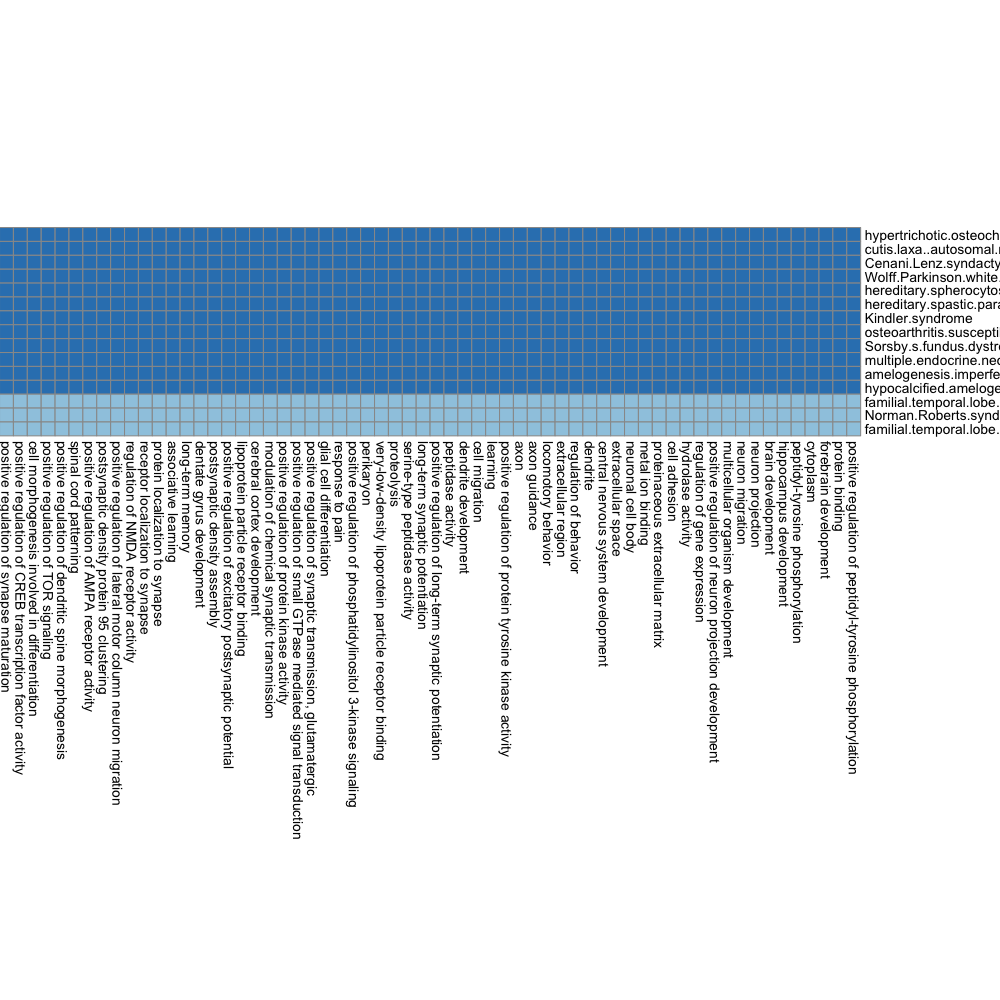 hypertrichotic.osteoch
cutis.laxa..autosomal.r
Cenani.Lenz.syndacty
Wolff.Parkinson.white.
hereditary.spherocytos
hereditary.spastic.para
Kindler.syndrome
osteoarthritis.suscepti
Sorsby.s.fundus.dystro
multiple.endocrine.neo
amelogenesis.imperfe
hypocalcified.ameloge
familial.temporal.lobe.
Norman.Roberts.synd
familial.temporal.lobe.
positive regulation of synapse maturation
positive regulation of CREB transcription factor activity
cell morphogenesis involved in differentiation
positive regulation of TOR signaling
positive regulation of dendritic spine morphogenesis
spinal cord patterning
positive regulation of AMPA receptor activity
postsynaptic density protein 95 clustering
positive regulation of lateral motor column neuron migration
regulation of NMDA receptor activity
receptor localization to synapse
protein localization to synapse
associative learning
long-term memory
dentate gyrus development
postsynaptic density assembly
positive regulation of excitatory postsynaptic potential
lipoprotein particle receptor binding
cerebral cortex development
modulation of chemical synaptic transmission
positive regulation of protein kinase activity
positive regulation of small GTPase mediated signal transduction
positive regulation of synaptic transmission, glutamatergic
glial cell differentiation
response to pain
positive regulation of phosphatidylinositol 3-kinase signaling
perikaryon
very-low-density lipoprotein particle receptor binding
proteolysis
serine-type peptidase activity
long-term synaptic potentiation
positive regulation of long-term synaptic potentiation
peptidase activity
dendrite development
cell migration
learning
positive regulation of protein tyrosine kinase activity
axon guidance
axon
locomotory behavior
extracellular region
regulation of behavior
dendrite
central nervous system development
extracellular space
neuronal cell body
metal ion binding
proteinaceous extracellular matrix
cell adhesion
hydrolase activity
regulation of gene expression
positive regulation of neuron projection development
multicellular organism development
neuron migration
neuron projection
brain development
hippocampus development
peptidyl-tyrosine phosphorylation
cytoplasm
forebrain development
protein binding
positive regulation of peptidyl-tyrosine phosphorylation